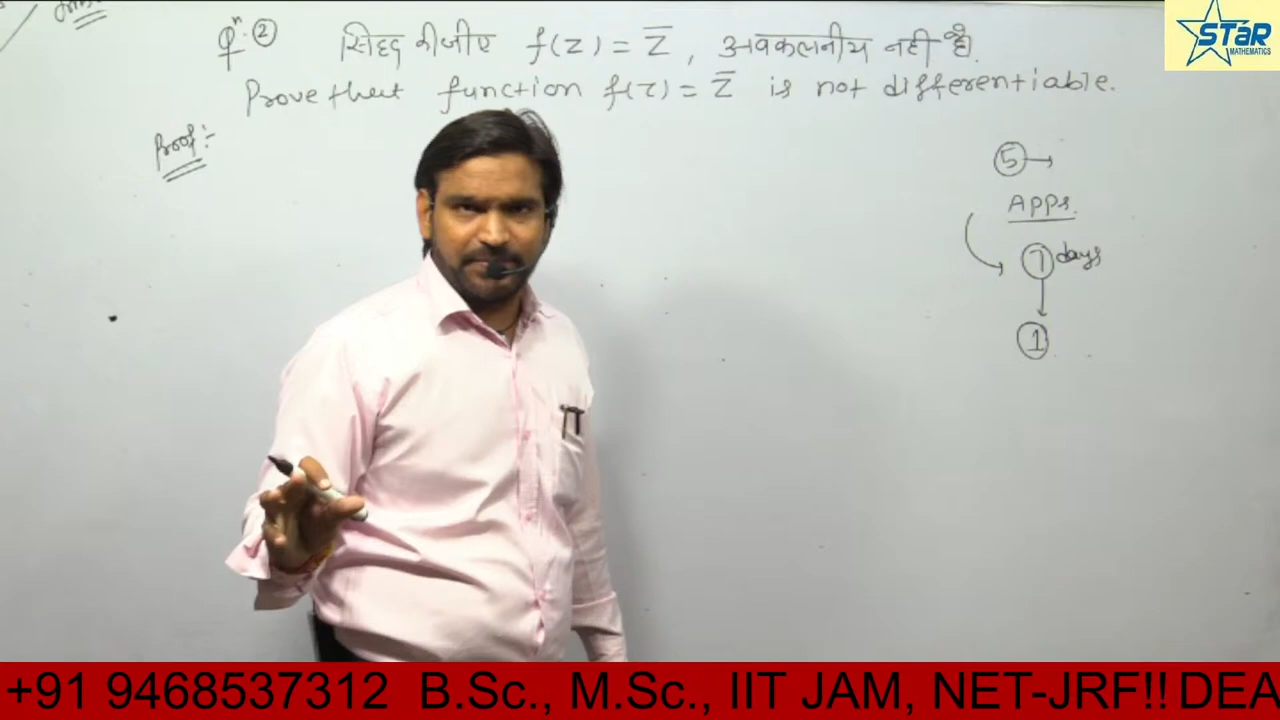 Qⁿ. ②
सिद्ध कीजीए f(z) = z̅ , अवकलनीय नहीं है.
Prove that function f(z) = z̅ is not differentiable.
Proof :-
⑤ →
Apps.
⑦ days
①
STAR
MATHEMATICS
+91 9468537312 B.Sc., M.Sc., IIT JAM, NET-JRF!! DEA